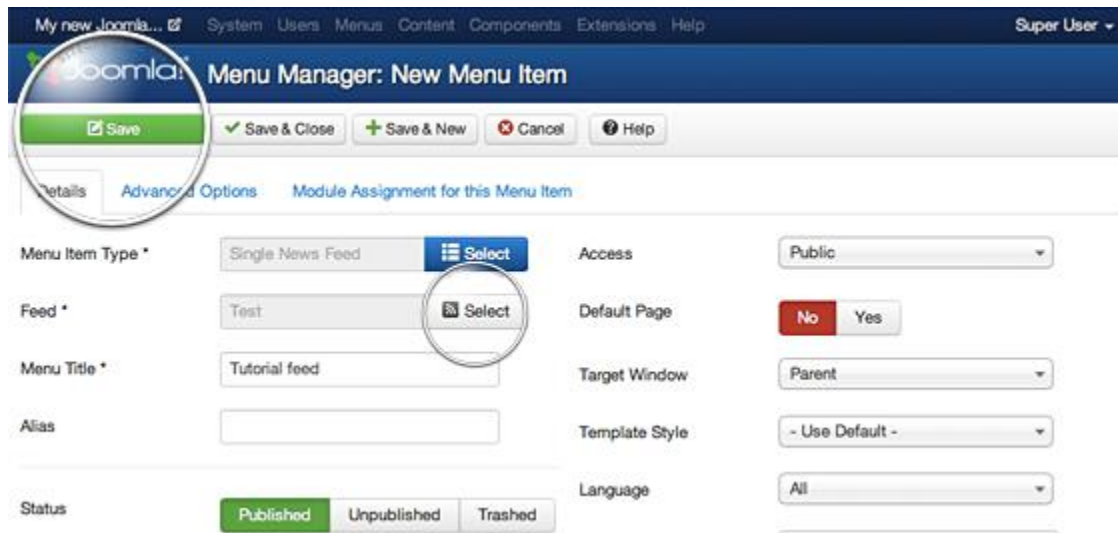 My new Joomla... System Users Menus Content Components Extensions Help Super User
Joomla! Menu Manager: New Menu Item
Save Save & Close Save & New Cancel Help
Details Advanced Options Module Assignment for this Menu Item
Menu Item Type * Single News Feed Select Access Public
Feed * Test Select Default Page No Yes
Menu Title * Tutorial feed Target Window Parent
Alias Template Style - Use Default -
Language All
Status Published Unpublished Trashed